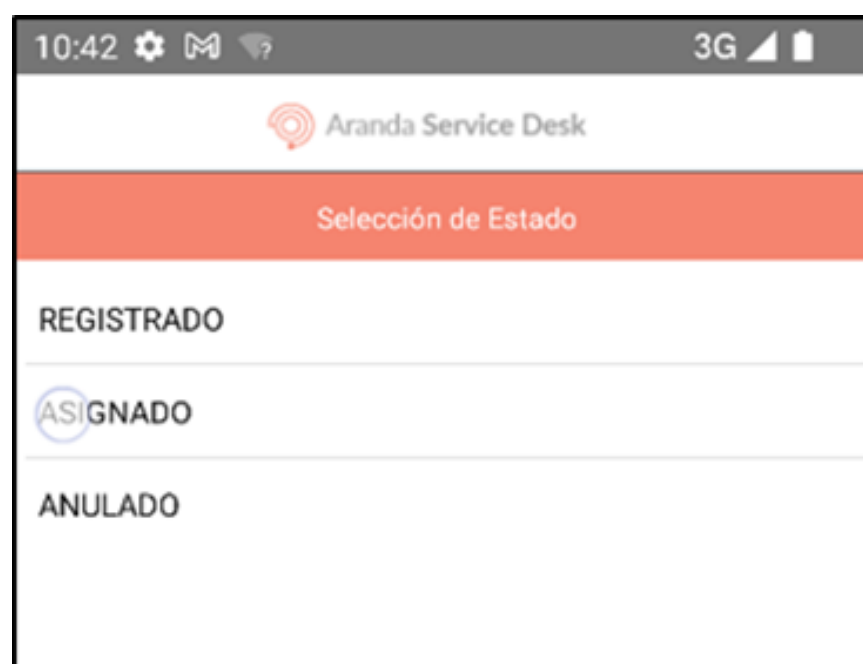 10:42 3G
Aranda Service Desk
Selección de Estado
REGISTRADO
ASIGNADO
ANULADO